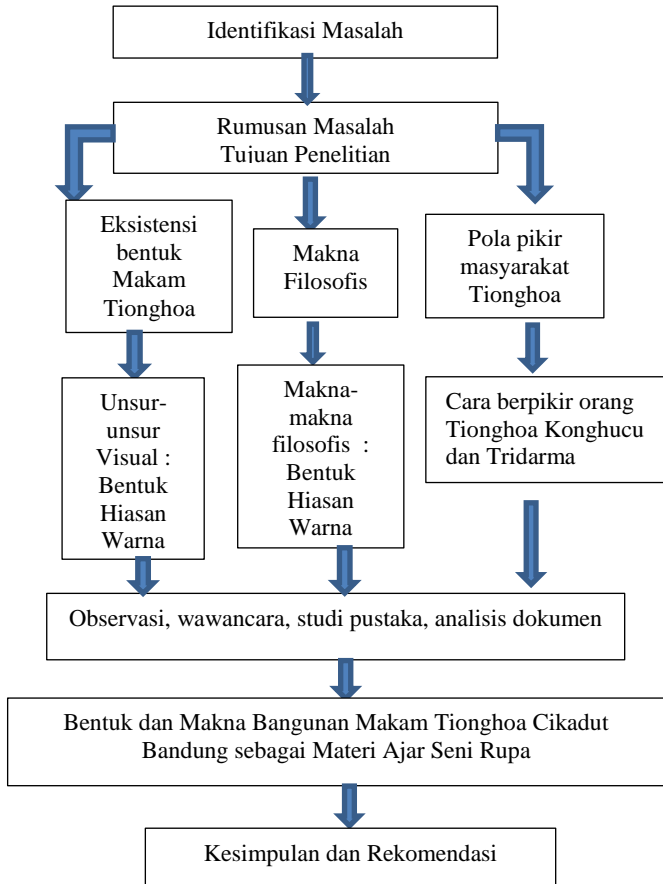 Identifikasi Masalah
Rumusan Masalah
Tujuan Penelitian
Eksistensi
bentuk
Makam
Tionghoa
Makna
Filosofis
Pola pikir
masyarakat
Tionghoa
Unsur-
unsur
Visual :
Bentuk
Hiasan
Warna
Makna-
makna
filosofis :
Bentuk
Hiasan
Warna
Cara berpikir orang
Tionghoa Konghucu
dan Tridarma
Observasi, wawancara, studi pustaka, analisis dokumen
Bentuk dan Makna Bangunan Makam Tionghoa Cikadut
Bandung sebagai Materi Ajar Seni Rupa
Kesimpulan dan Rekomendasi